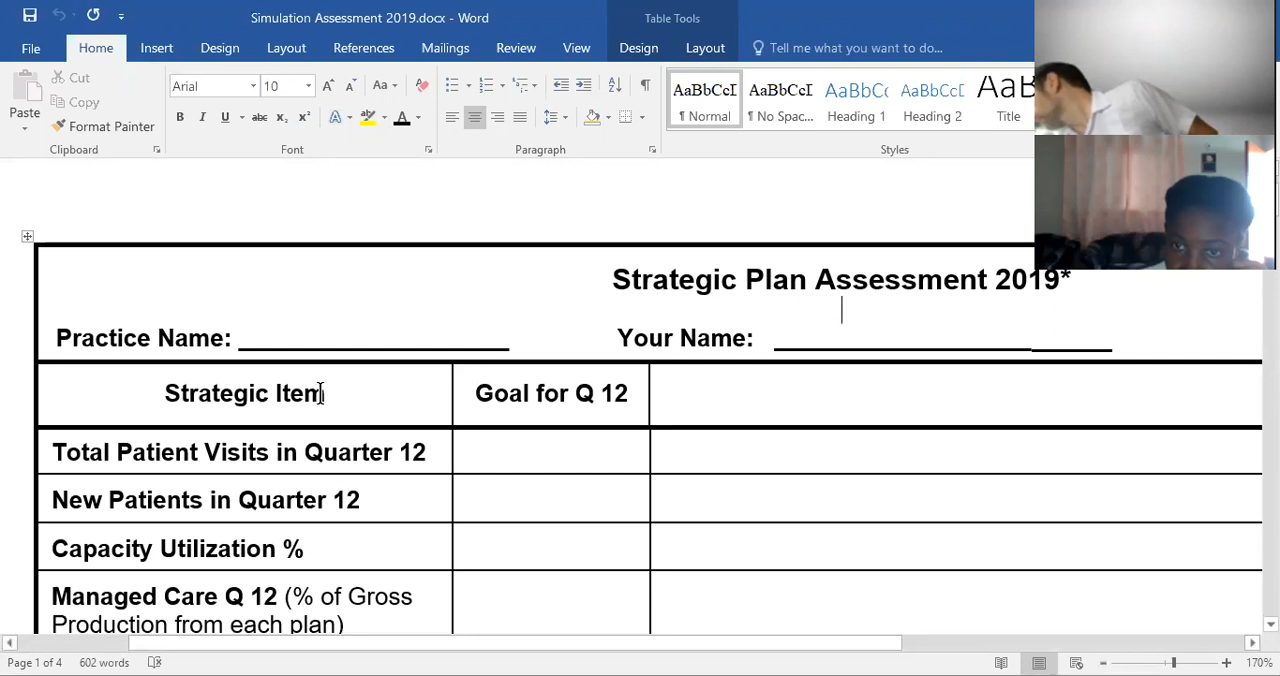 Simulation Assessment 2019.docx - Word
Table Tools
File Home Insert Design Layout References Mailings Review View Design Layout Tell me what you want to do...
Paste
Cut
Copy
Format Painter
Clipboard
Arial 10
Font
Paragraph
AaBbCcI
¶ Normal
AaBbCcI
¶ No Spac...
AaBbC
Heading 1
AaBbCcE
Heading 2
AaB
Title
Styles
Strategic Plan Assessment 2019*
Practice Name: Your Name:
Strategic Item Goal for Q 12
Total Patient Visits in Quarter 12
New Patients in Quarter 12
Capacity Utilization %
Managed Care Q 12 (% of Gross
Production from each plan)
Page 1 of 4 602 words 170%